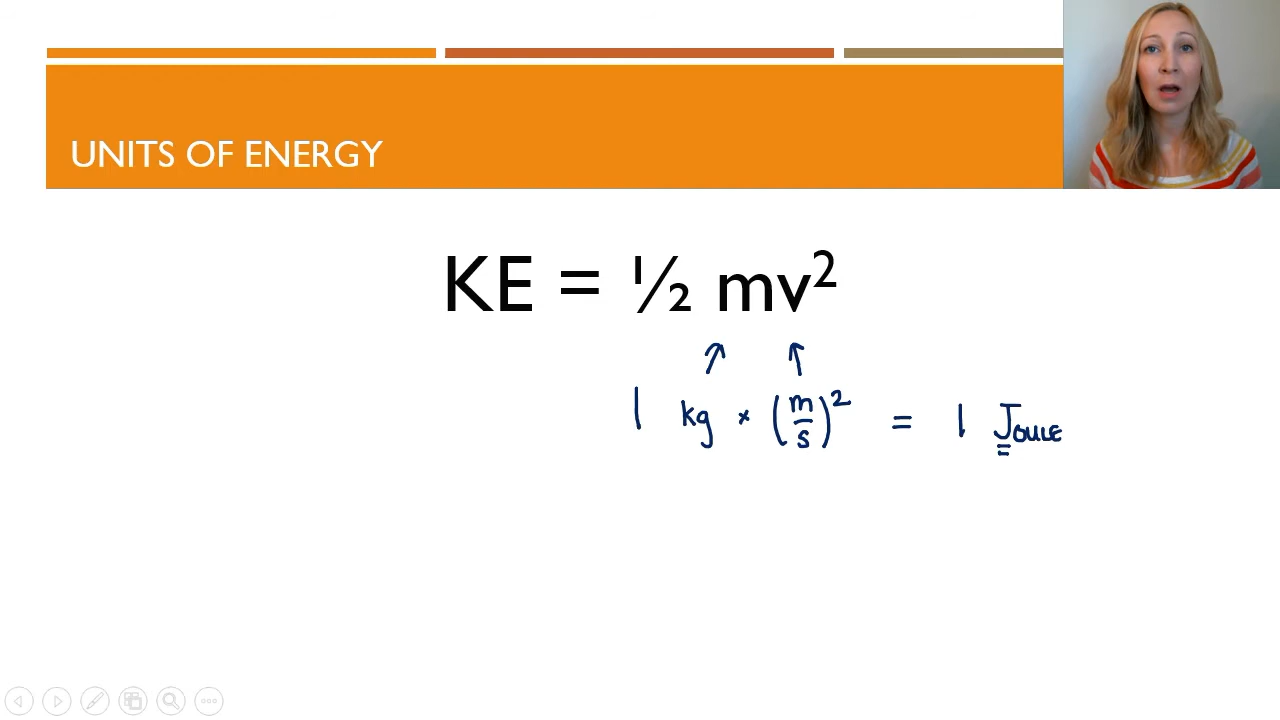 UNITS OF ENERGY
KE = ½ mv²
1 kg × (m/s)² = 1 JOULE